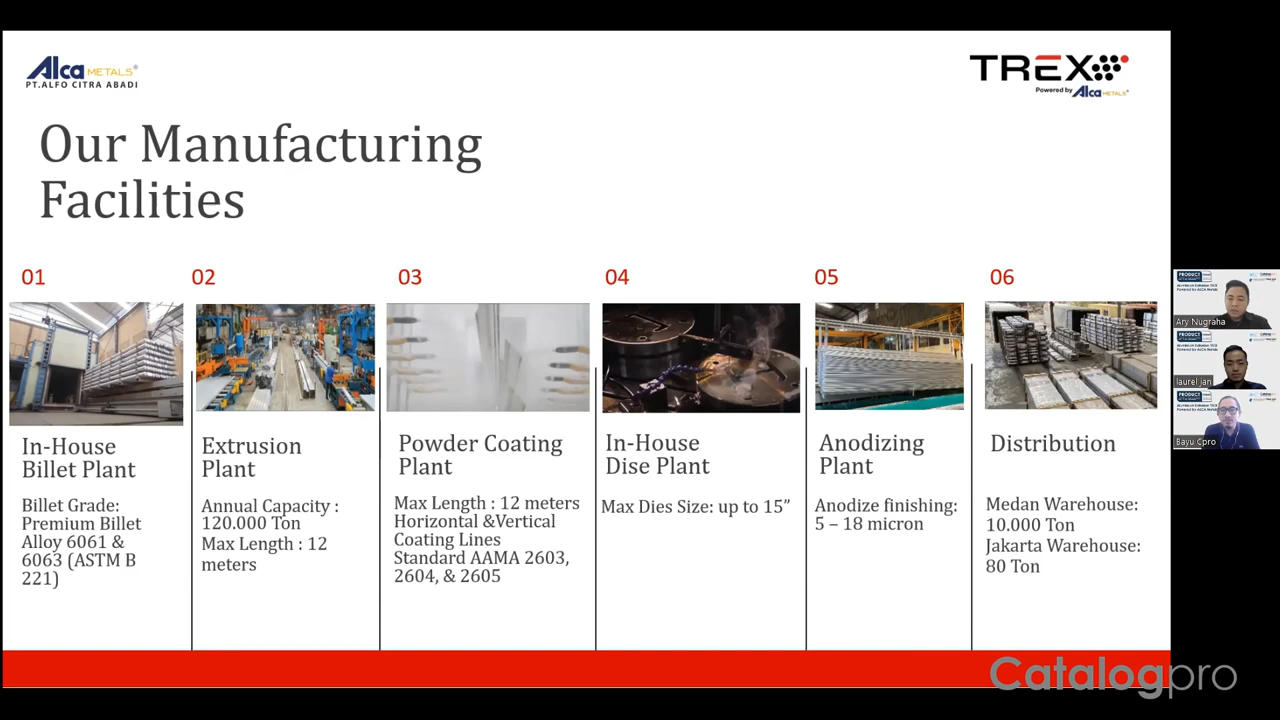 Alca METALS®
PT.ALFO CITRA ABADI
TREX
Powered by Alca METALS®
Our Manufacturing
Facilities
01
In-House
Billet Plant
Billet Grade:
Premium Billet
Alloy 6061 &
6063 (ASTM B
221)
02
Extrusion
Plant
Annual Capacity :
120.000 Ton
Max Length : 12
meters
03
Powder Coating
Plant
Max Length : 12 meters
Horizontal &Vertical
Coating Lines
Standard AAMA 2603,
2604, & 2605
04
In-House
Dise Plant
Max Dies Size: up to 15”
05
Anodizing
Plant
Anodize finishing:
5 – 18 micron
06
Distribution
Medan Warehouse:
10.000 Ton
Jakarta Warehouse:
80 Ton
PRODUCT
Ary Nugraha
PRODUCT
laurel jan
PRODUCT
Bayu Cpro
Catalogpro